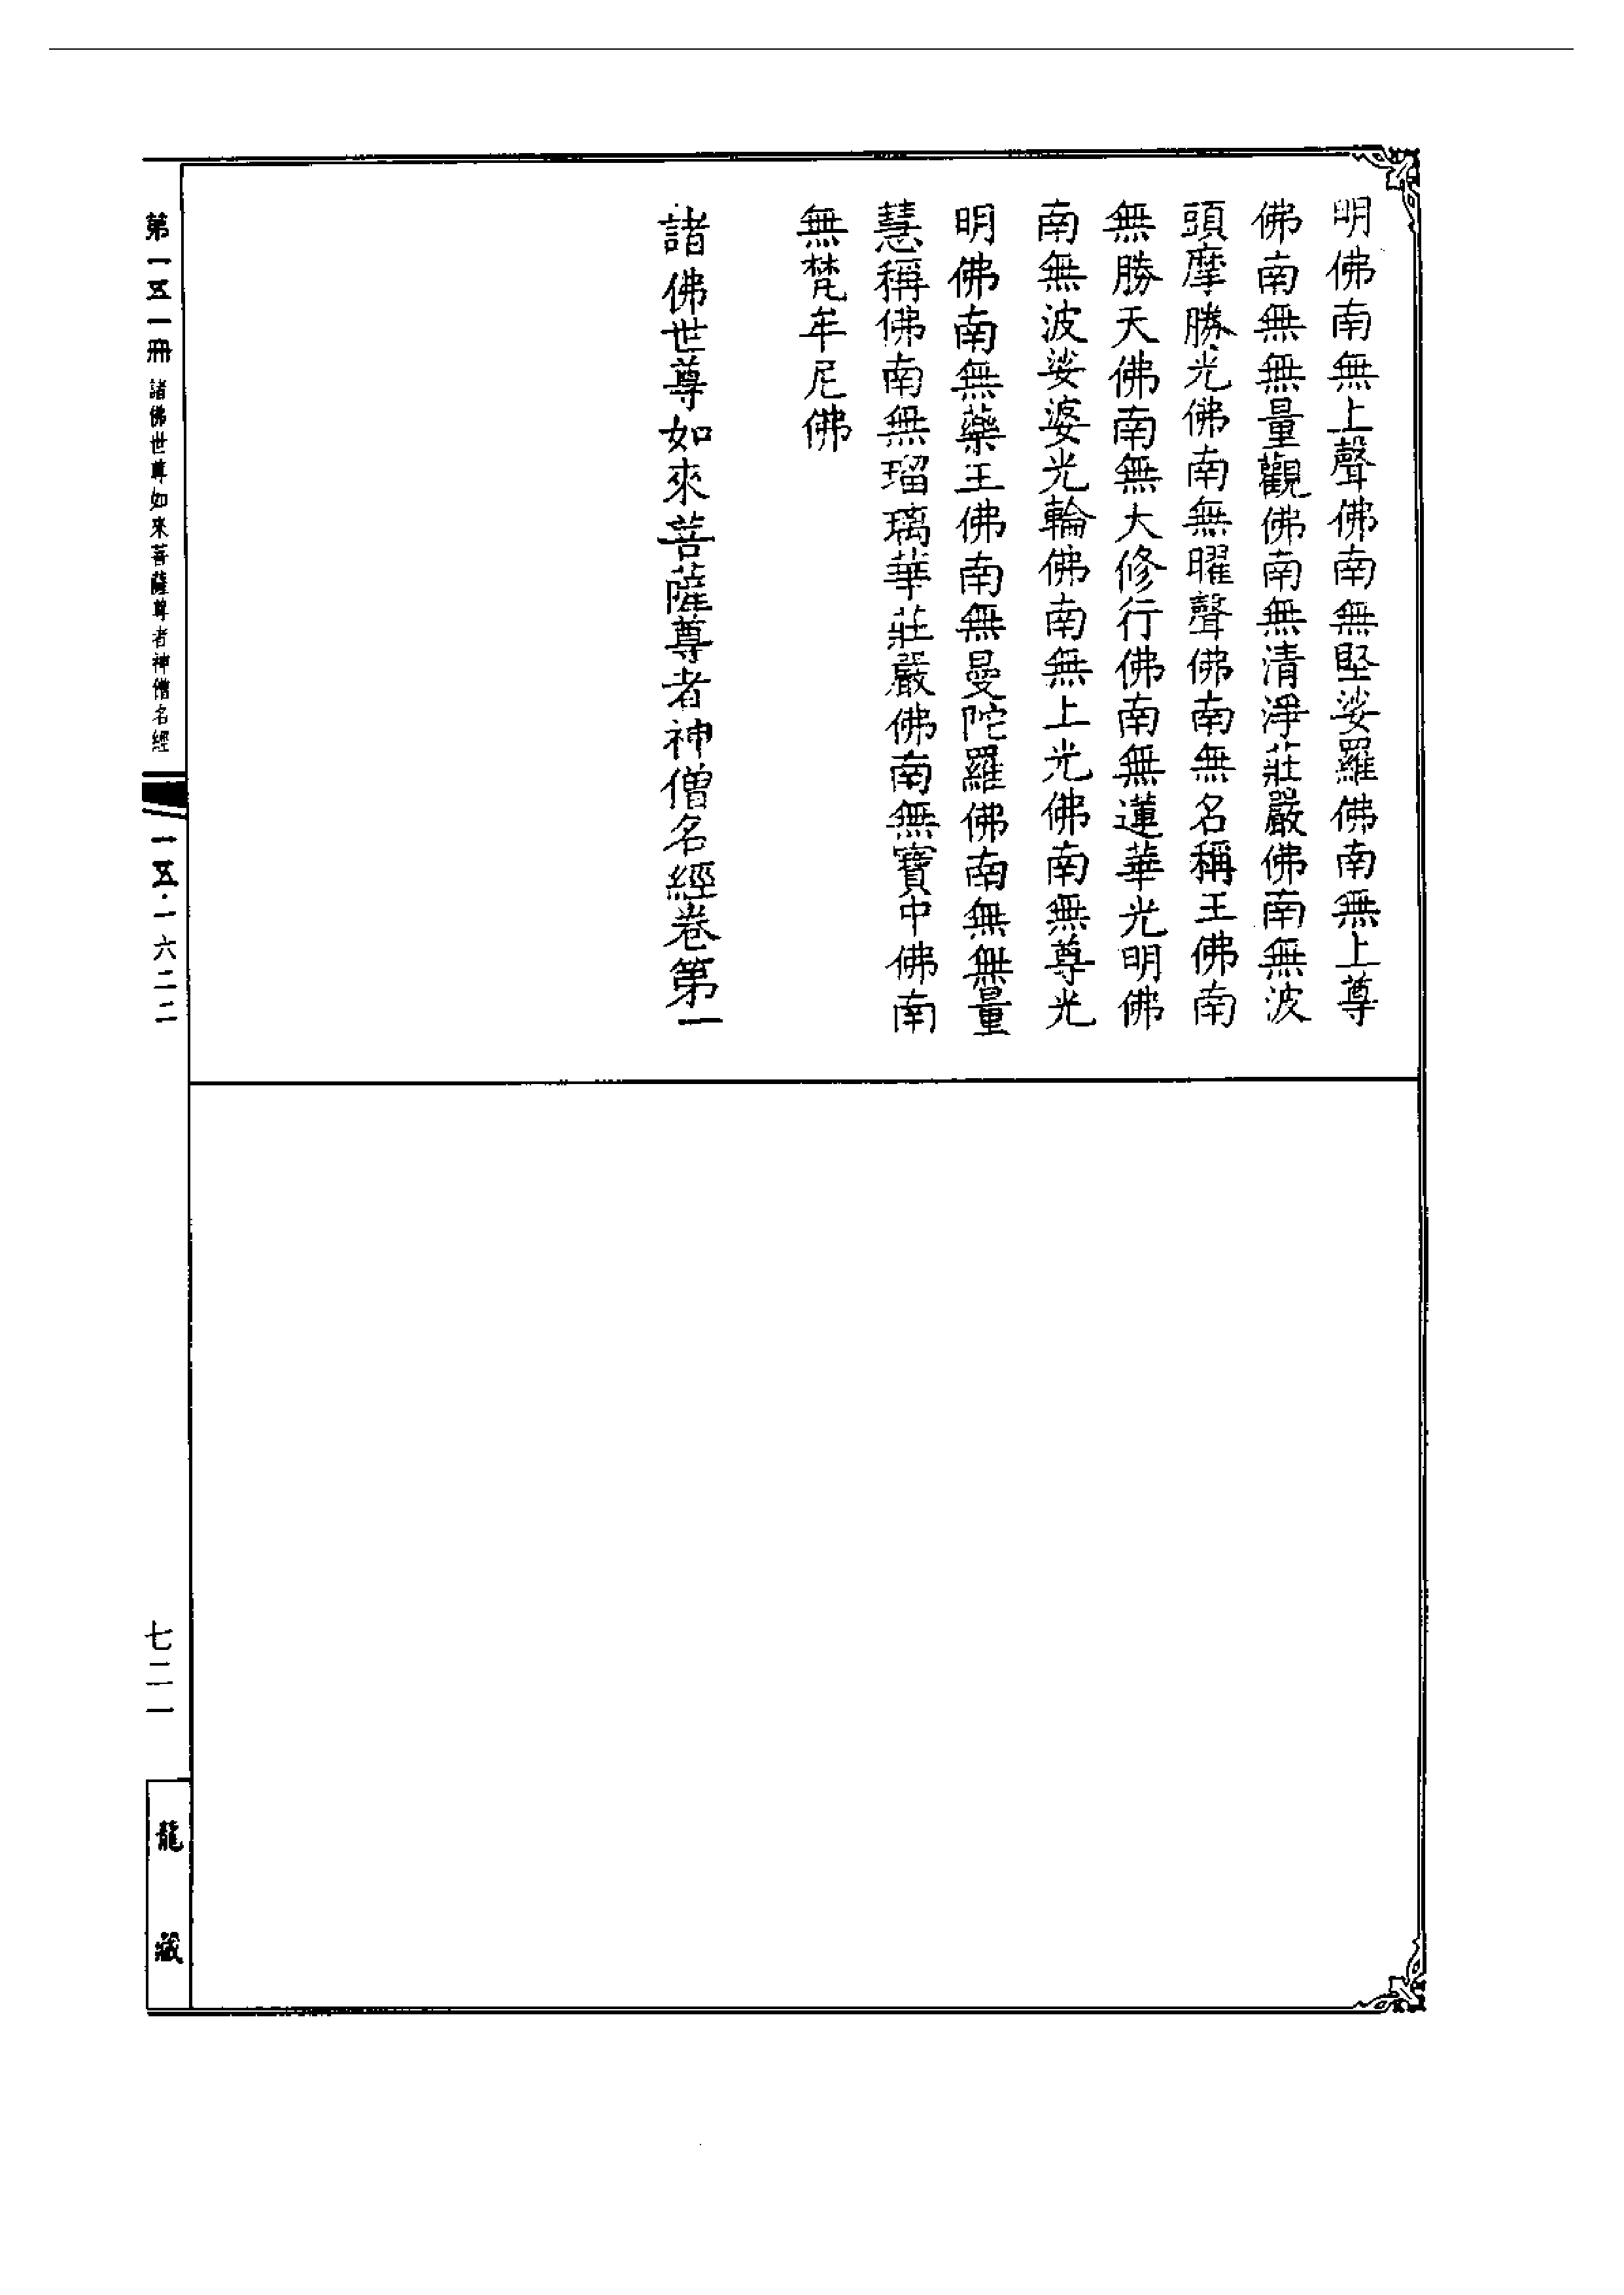 明佛南無上聲佛南無堅娑羅佛南無上尊
佛南無無量觀佛南無清淨莊嚴佛南無波
頭摩勝光佛南無曜聲佛南無名稱王佛南
無勝天佛南無大修行佛南無蓮華光明佛
南無波娑婆光輪佛南無上光佛南無尊光
明佛南無藥王佛南無曼陀羅佛南無無量
慧稱佛南無瑠璃華莊嚴佛南無寶中佛南
無梵牟尼佛
諸佛世尊如來菩薩尊者神僧名經卷第一
第一五一冊 諸佛世尊如來菩薩尊者神僧名經
一五·一六二二
七二一
龍藏